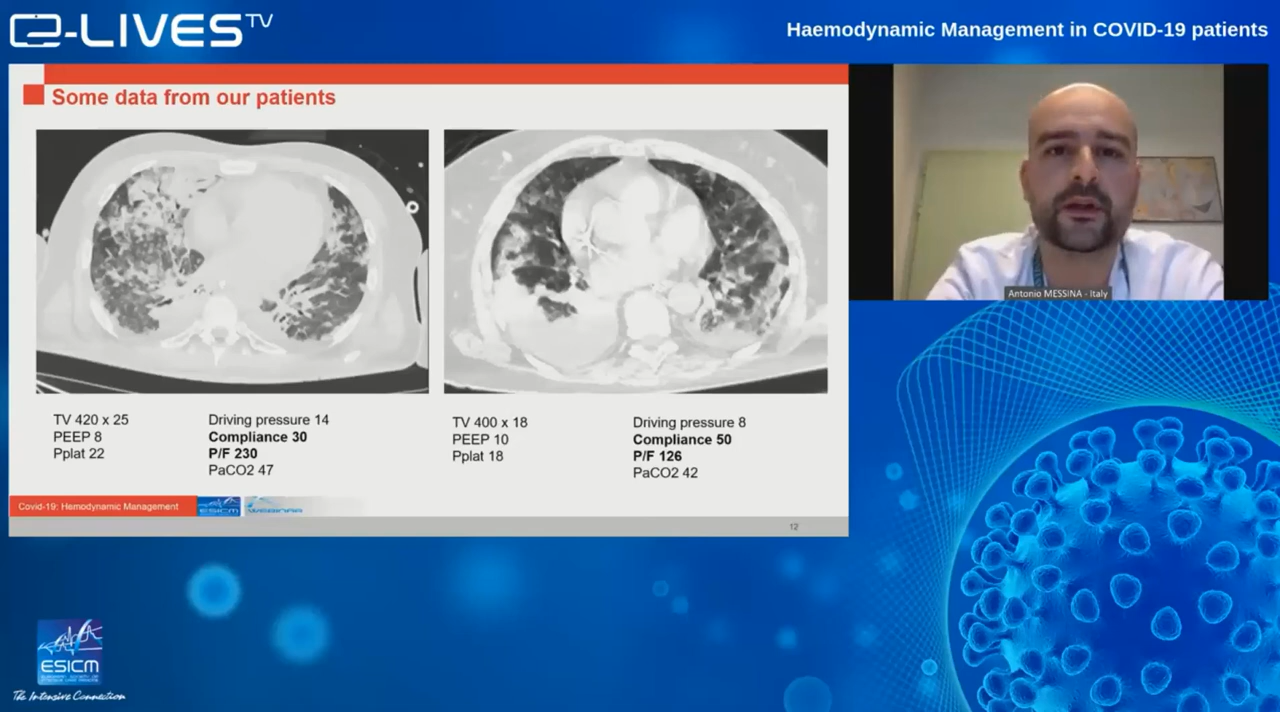 e-LIVES TV
Haemodynamic Management in COVID-19 patients
Some data from our patients
TV 420 x 25
PEEP 8
Pplat 22
Driving pressure 14
Compliance 30
P/F 230
PaCO2 47
TV 400 x 18
PEEP 10
Pplat 18
Driving pressure 8
Compliance 50
P/F 126
PaCO2 42
Antonio MESSINA - Italy
Covid-19: Hemodynamic Management
ESICM
12
ESICM
The Intensive Connection